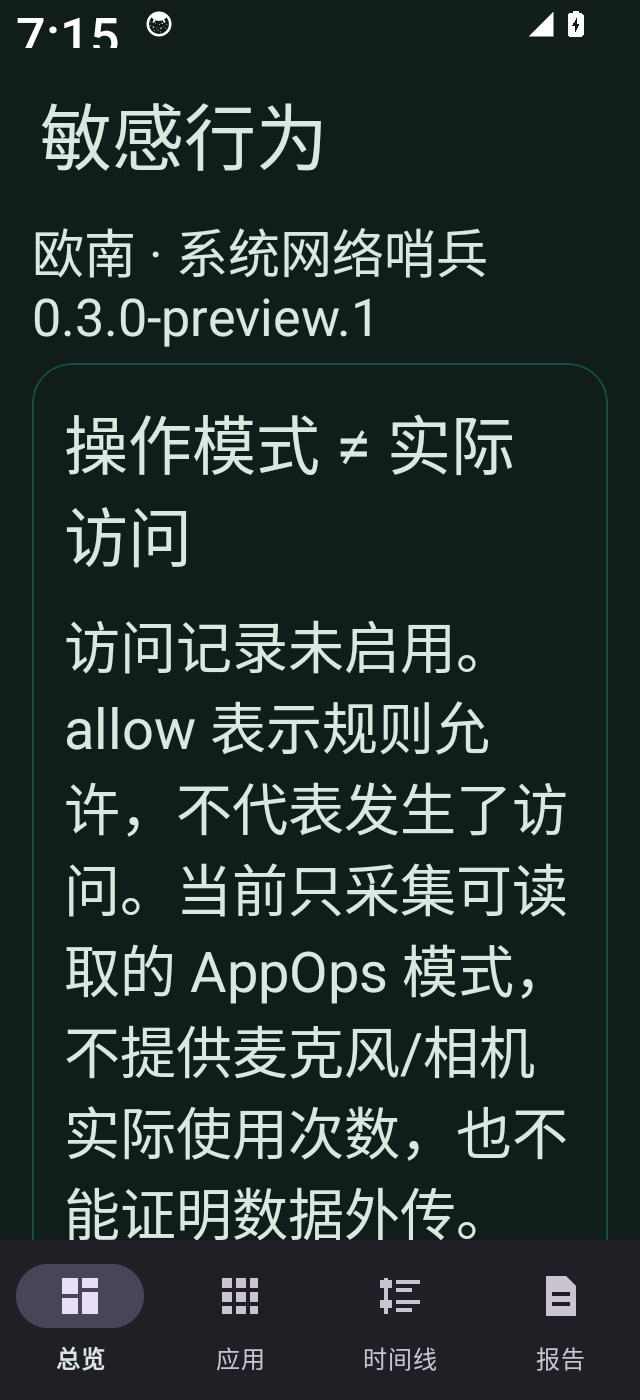 7:15
敏感行为
欧南 · 系统网络哨兵
0.3.0-preview.1
操作模式 ≠ 实际
访问
访问记录未启用。
allow 表示规则允
许，不代表发生了访
问。当前只采集可读
取的 AppOps 模式，
不提供麦克风/相机
实际使用次数，也不
能证明数据外传。
总览
应用
时间线
报告